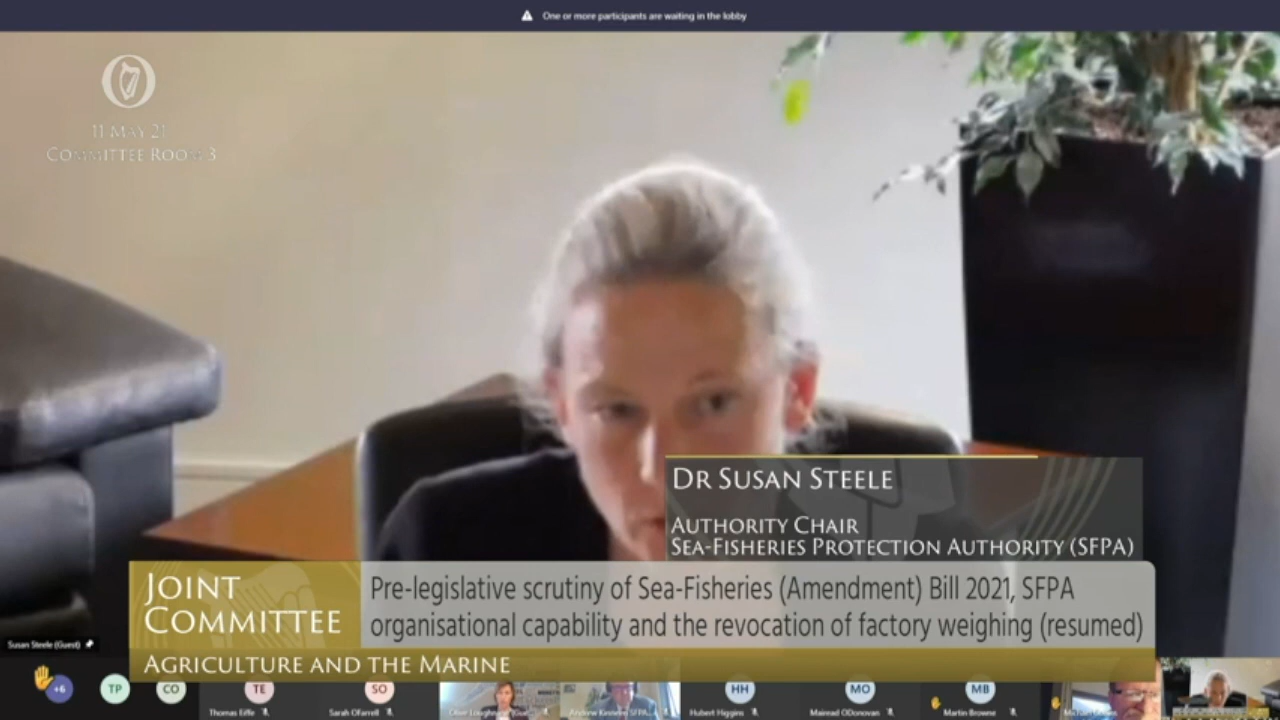 One or more participants are waiting in the lobby
11 MAY 21
COMMITTEE ROOM 3
DR SUSAN STEELE
AUTHORITY CHAIR
SEA-FISHERIES PROTECTION AUTHORITY (SFPA)
JOINT
COMMITTEE
Pre-legislative scrutiny of Sea-Fisheries (Amendment) Bill 2021, SFPA
organisational capability and the revocation of factory weighing (resumed)
AGRICULTURE AND THE MARINE
Susan Steele (Guest)
+6
TP
CO
TE
SO
HH
MO
MB
Thomas Eiffe
Sarah OFarrell
Hubert Higgins
Mairead ODonovan
Martin Browne